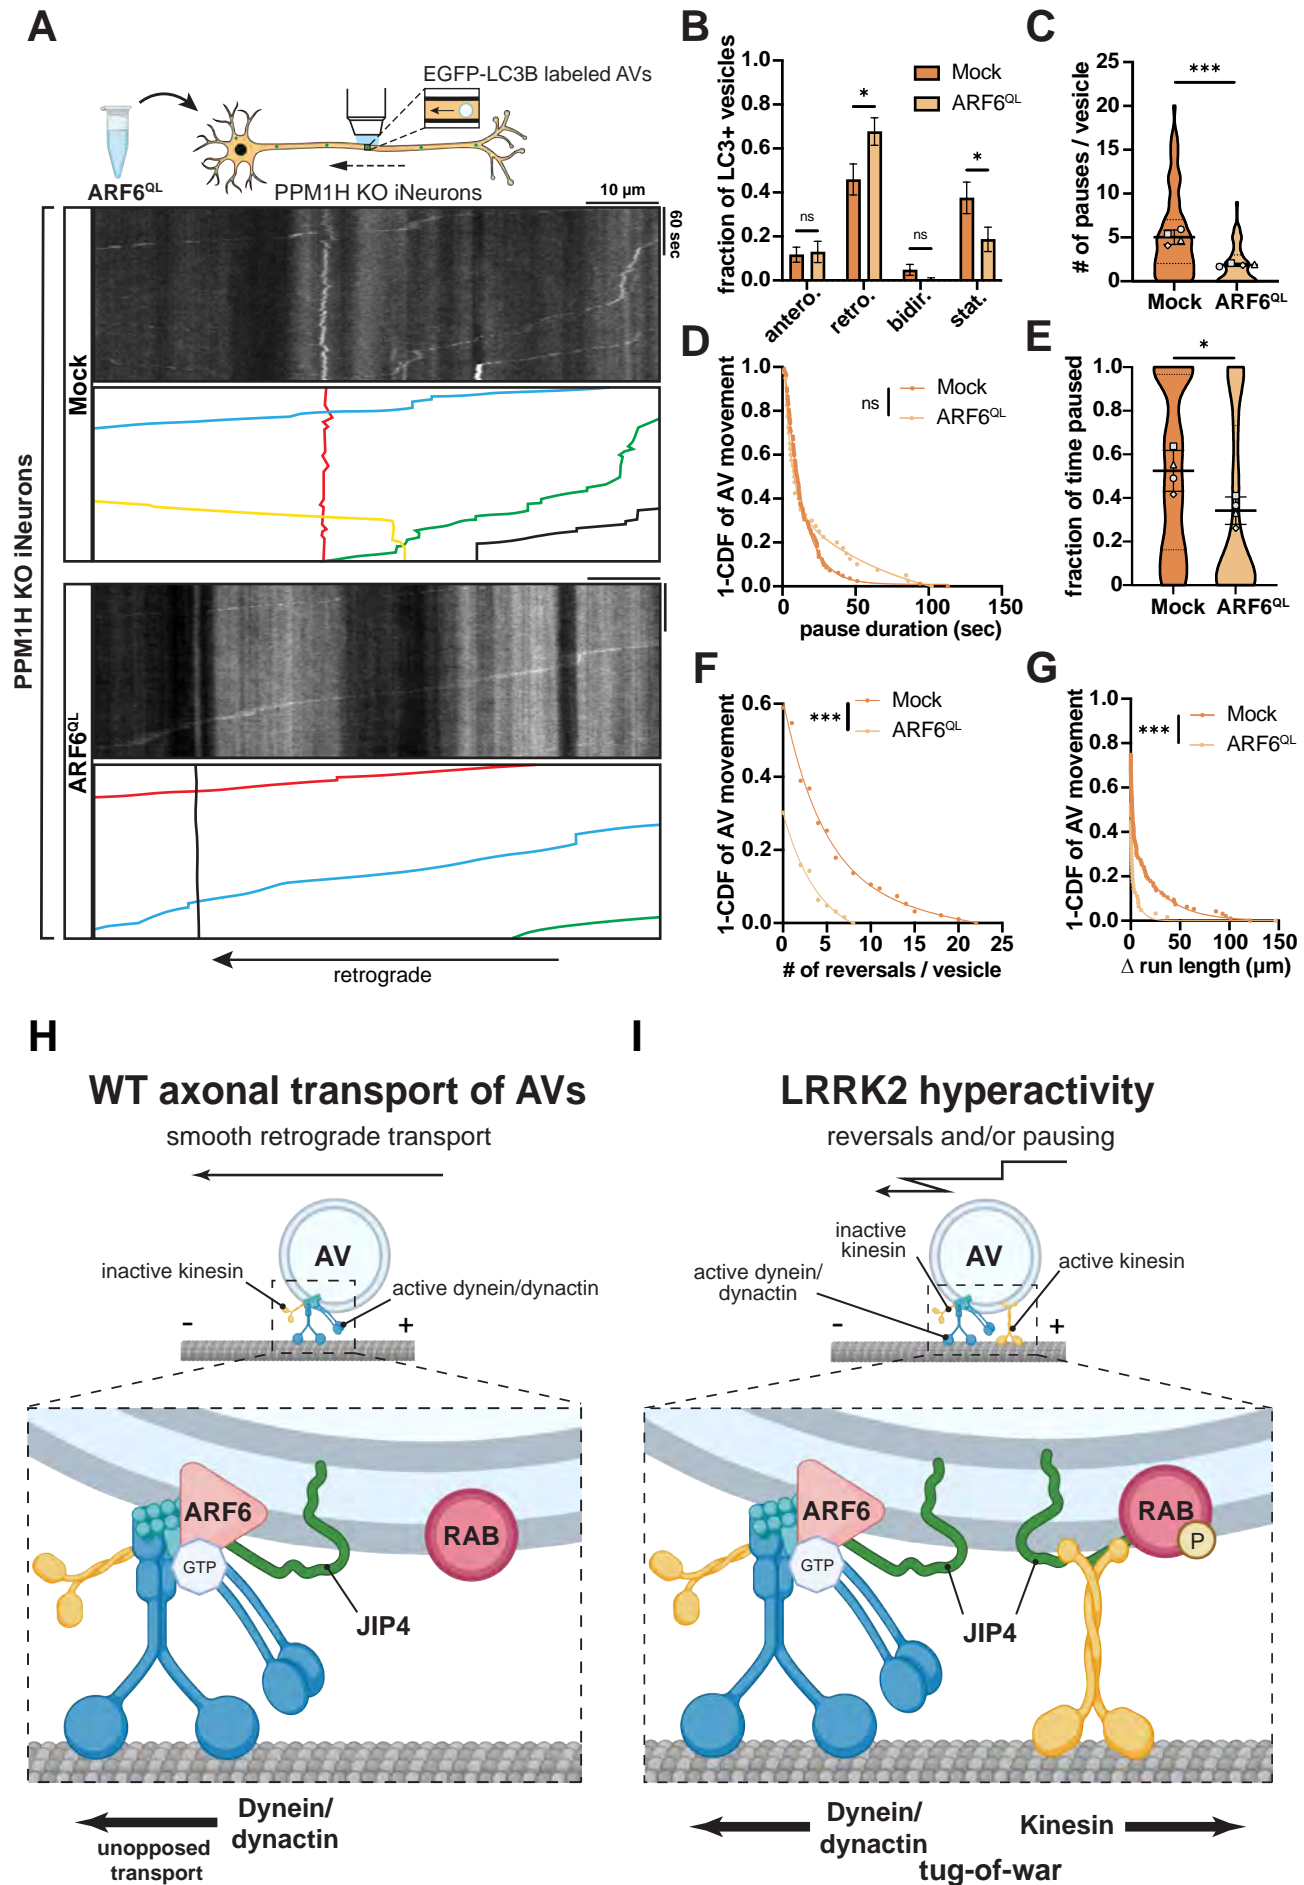 A
EGFP-LC3B labeled AVs
ARF6QL
PPM1H KO iNeurons
10 µm
60 sec
PPM1H KO iNeurons
Mock
ARF6QL
retrograde
B
fraction of LC3+ vesicles
1.0
0.8
0.6
0.4
0.2
0.0
Mock
ARF6QL
ns
*
ns
*
antero.
retro.
bidir.
stat.
C
# of pauses / vesicle
25
20
15
10
5
0
***
Mock
ARF6QL
D
1-CDF of AV movement
1.0
0.8
0.6
0.4
0.2
0.0
ns
Mock
ARF6QL
0
50
100
150
pause duration (sec)
E
fraction of time paused
1.0
0.8
0.6
0.4
0.2
0
*
Mock
ARF6QL
F
1-CDF of AV movement
0.6
0.4
0.2
0.0
***
Mock
ARF6QL
0
5
10
15
20
25
# of reversals / vesicle
G
1-CDF of AV movement
1.0
0.8
0.6
0.4
0.2
0.0
***
Mock
ARF6QL
0
50
100
150
Δ run length (µm)
H
WT axonal transport of AVs
smooth retrograde transport
AV
inactive kinesin
active dynein/dynactin
-
+
ARF6
GTP
RAB
JIP4
Dynein/
dynactin
unopposed
transport
I
LRRK2 hyperactivity
reversals and/or pausing
inactive
kinesin
AV
active dynein/
dynactin
active kinesin
-
+
ARF6
GTP
RAB
P
JIP4
Dynein/
dynactin
Kinesin
tug-of-war